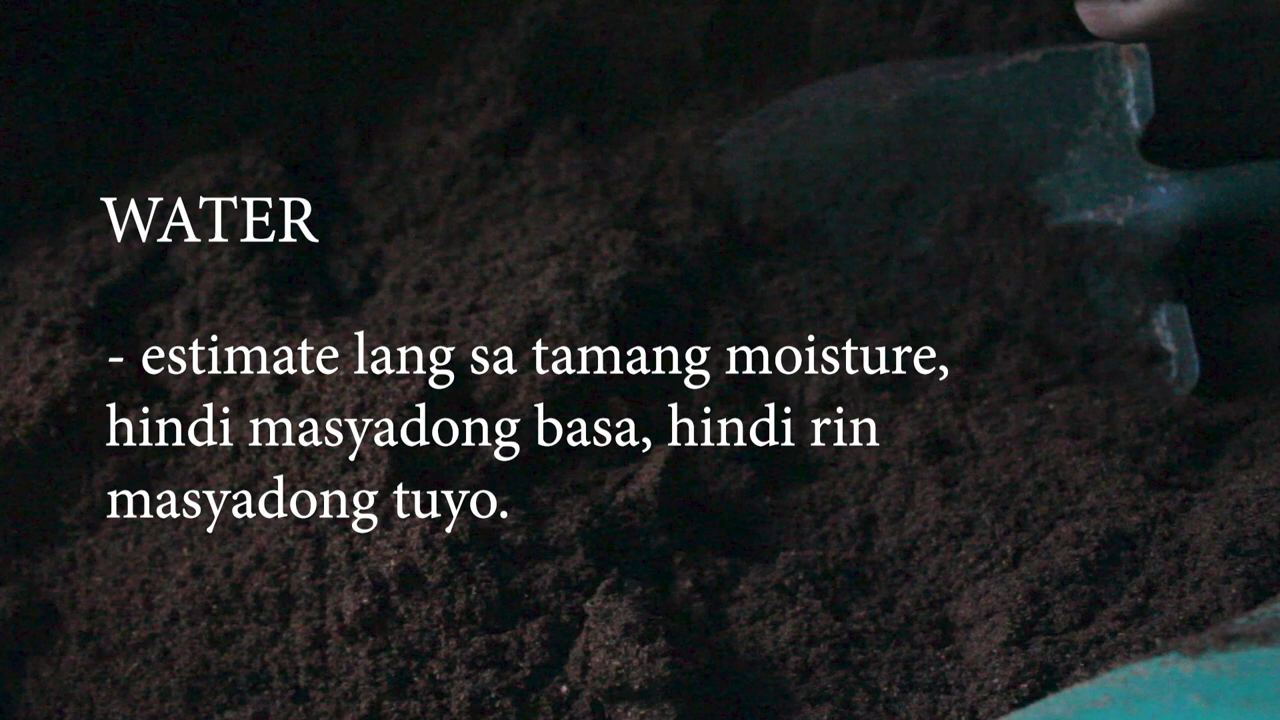 WATER
- estimate lang sa tamang moisture,
hindi masyadong basa, hindi rin
masyadong tuyo.